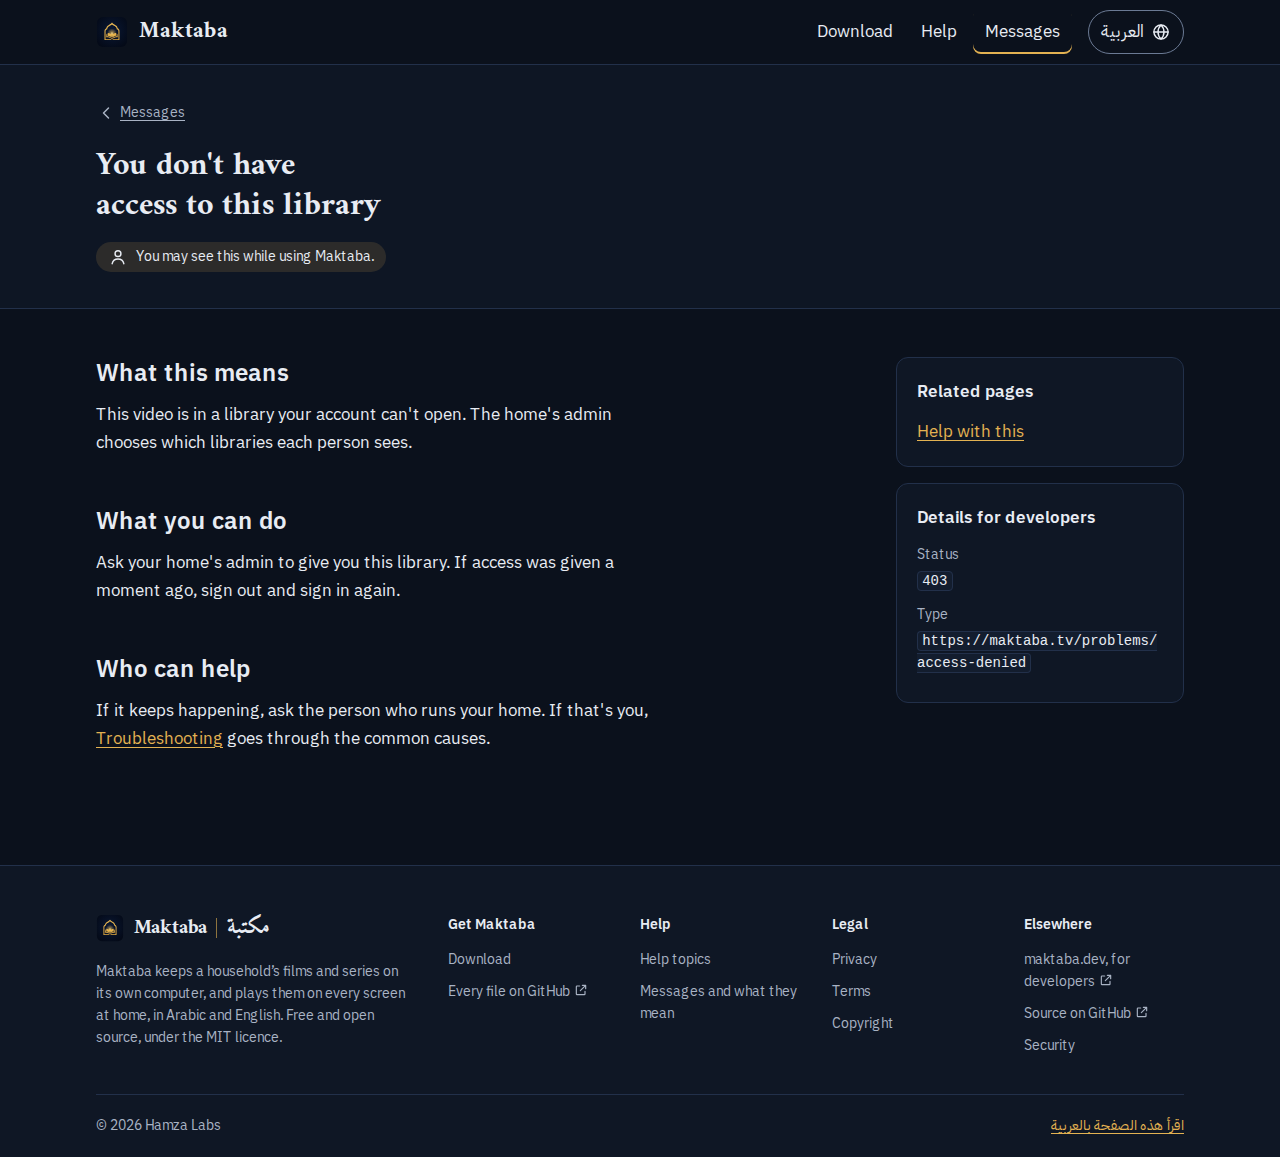 Maktaba
Download
Help
Messages
العربية
Messages
You don't have
access to this library
You may see this while using Maktaba.
What this means
This video is in a library your account can't open. The home's admin
chooses which libraries each person sees.
What you can do
Ask your home's admin to give you this library. If access was given a
moment ago, sign out and sign in again.
Who can help
If it keeps happening, ask the person who runs your home. If that's you,
Troubleshooting goes through the common causes.
Related pages
Help with this
Details for developers
Status
403
Type
https://maktaba.tv/problems/
access-denied
Maktaba | مكتبة
Maktaba keeps a household’s films and series on
its own computer, and plays them on every screen
at home, in Arabic and English. Free and open
source, under the MIT licence.
Get Maktaba
Download
Every file on GitHub
Help
Help topics
Messages and what they
mean
Legal
Privacy
Terms
Copyright
Elsewhere
maktaba.dev, for
developers
Source on GitHub
Security
© 2026 Hamza Labs
اقرأ هذه الصفحة بالعربية